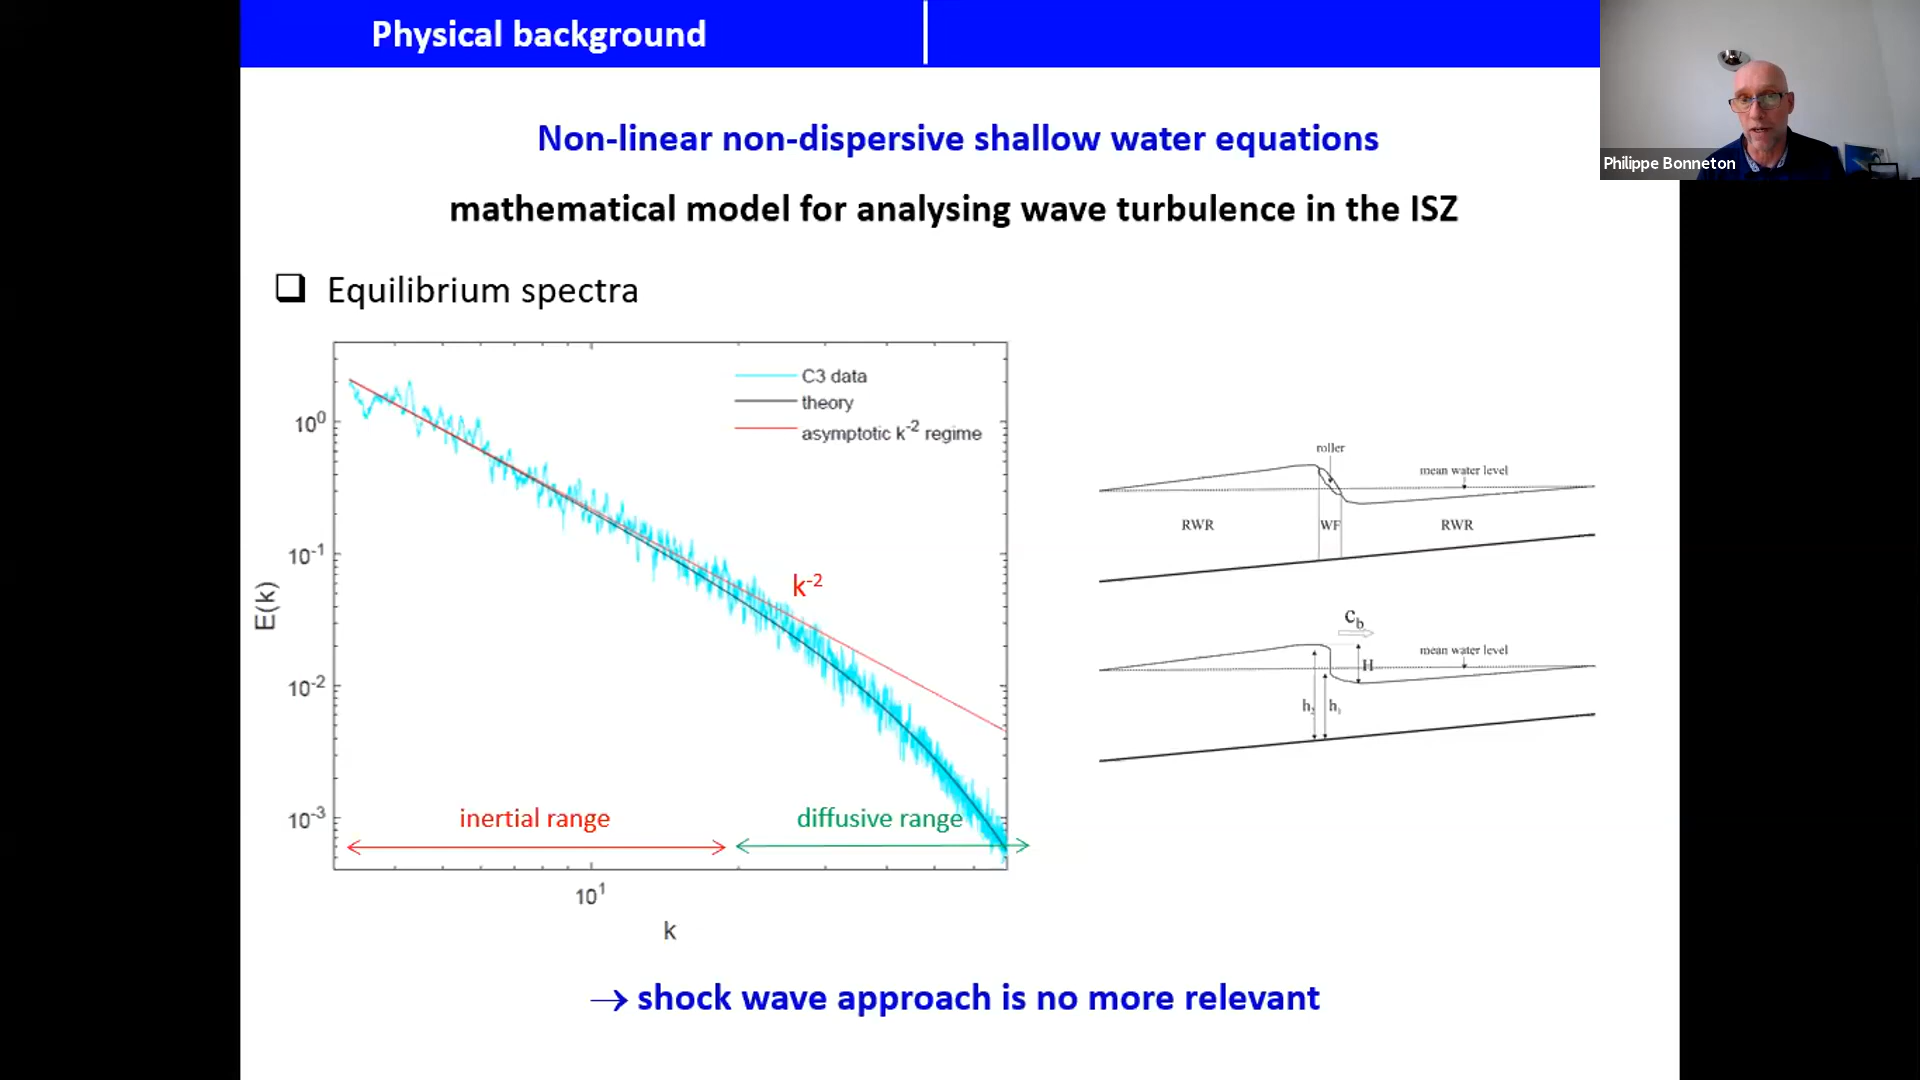 Physical background
Philippe Bonneton
Non-linear non-dispersive shallow water equations
mathematical model for analysing wave turbulence in the ISZ
Equilibrium spectra
C3 data
theory
asymptotic k⁻² regime
10⁰
10⁻¹
10⁻²
10⁻³
E(k)
k⁻²
inertial range
diffusive range
10¹
k
roller
mean water level
RWR
WF
RWR
c_b
mean water level
H
h₂
h₁
→ shock wave approach is no more relevant